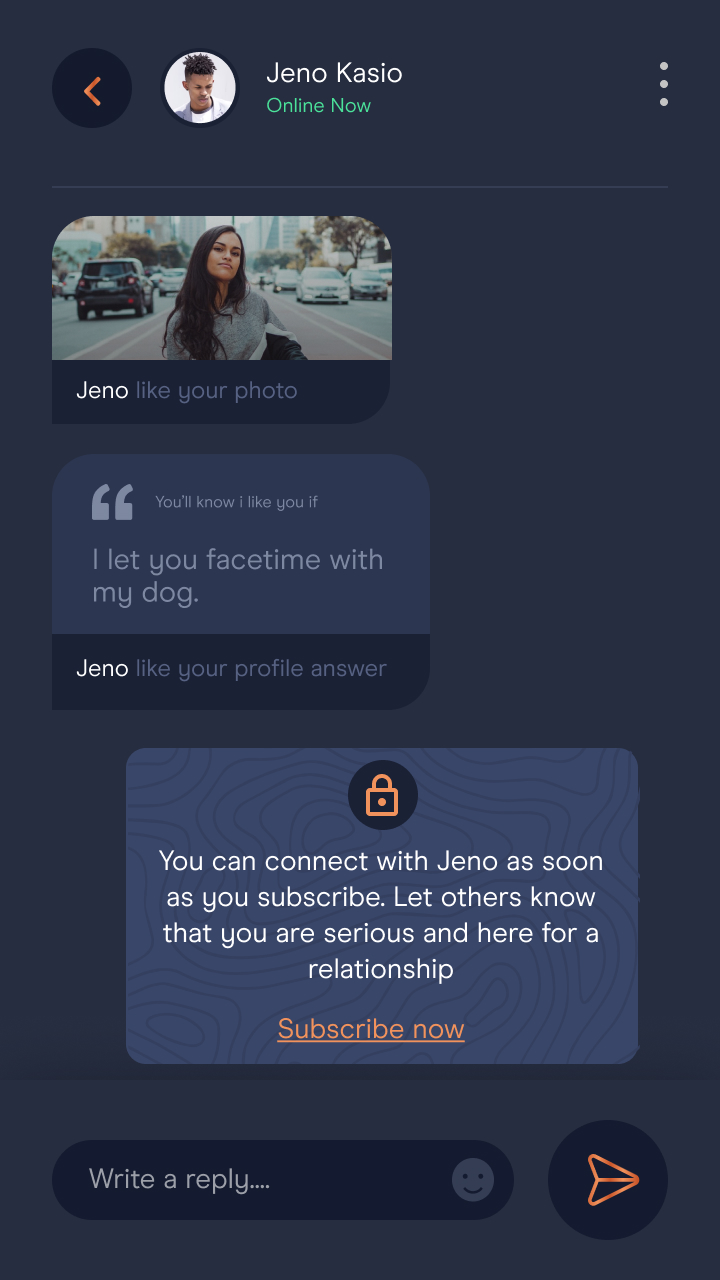 Jeno Kasio
Online Now
Jeno like your photo
You'll know i like you if
I let you facetime with
my dog.
Jeno like your profile answer
You can connect with Jeno as soon
as you subscribe. Let others know
that you are serious and here for a
relationship
Subscribe now
Write a reply....